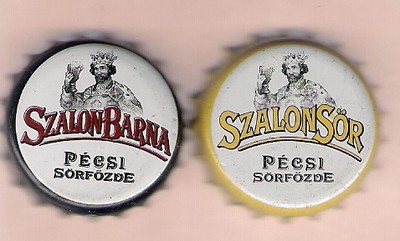 SZALONBARNA
PÉCSI
SÖRFŐZDE
SZALONSÖR
PÉCSI
SÖRFŐZDE